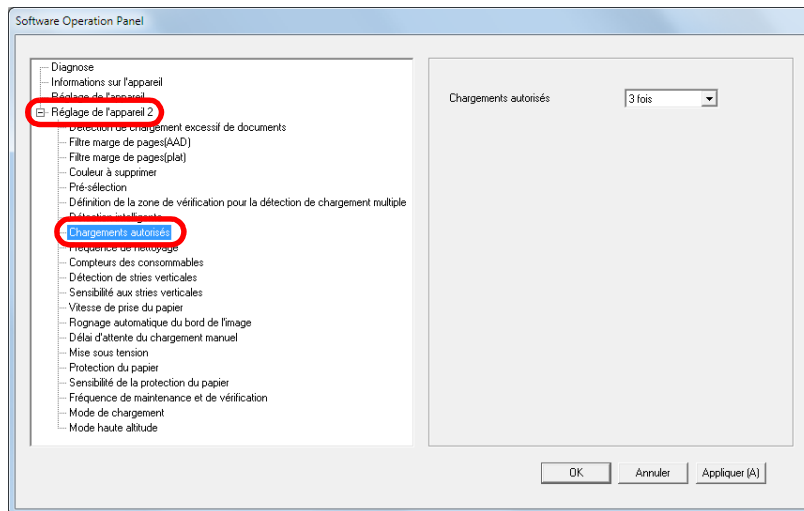 Software Operation Panel
Diagnose
Informations sur l'appareil
Réglage de l'appareil
Réglage de l'appareil 2
Détection de chargement excessif de documents
Filtre marge de pages(AAD)
Filtre marge de pages(plat)
Couleur à supprimer
Pré-sélection
Définition de la zone de vérification pour la détection de chargement multiple
Détection intelligente
Chargements autorisés
Fréquence de nettoyage
Compteurs des consommables
Détection de stries verticales
Sensibilité aux stries verticales
Vitesse de prise du papier
Rognage automatique du bord de l'image
Délai d'attente du chargement manuel
Mise sous tension
Protection du papier
Sensibilité de la protection du papier
Fréquence de maintenance et de vérification
Mode de chargement
Mode haute altitude
Chargements autorisés 3 fois
OK Annuler Appliquer (A)